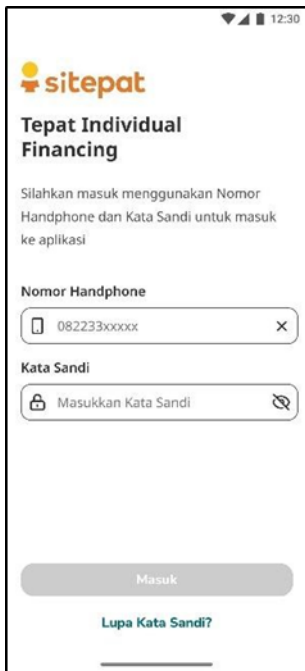 12:30
sitepat
Tepat Individual
Financing
Silahkan masuk menggunakan Nomor
Handphone dan Kata Sandi untuk masuk
ke aplikasi
Nomor Handphone
082233xxxxx
Kata Sandi
Masukkan Kata Sandi
Masuk
Lupa Kata Sandi?